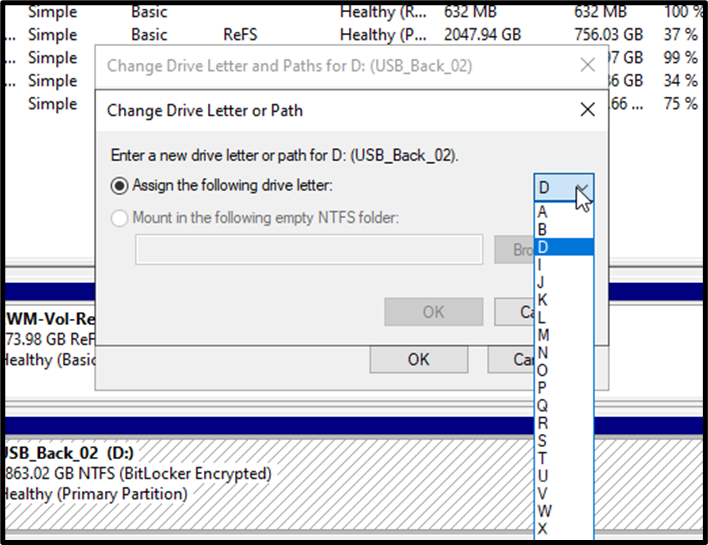 Simple Basic Healthy (R... 632 MB 632 MB 100 %
... Simple Basic ReFS Healthy (P... 2047.94 GB 756.03 GB 37 %
... Simple 07 GB 99 %
... Simple 36 GB 34 %
Simple .66 ... 75 %
Change Drive Letter and Paths for D: (USB_Back_02)
Change Drive Letter or Path
Enter a new drive letter or path for D: (USB_Back_02).
Assign the following drive letter: D
Mount in the following empty NTFS folder:
Bro
OK Ca
OK Can
A
B
D
I
J
K
L
M
N
O
P
Q
R
S
T
U
V
W
X
WM-Vol-Re
73.98 GB ReF
Healthy (Basic
USB_Back_02 (D:)
863.02 GB NTFS (BitLocker Encrypted)
Healthy (Primary Partition)